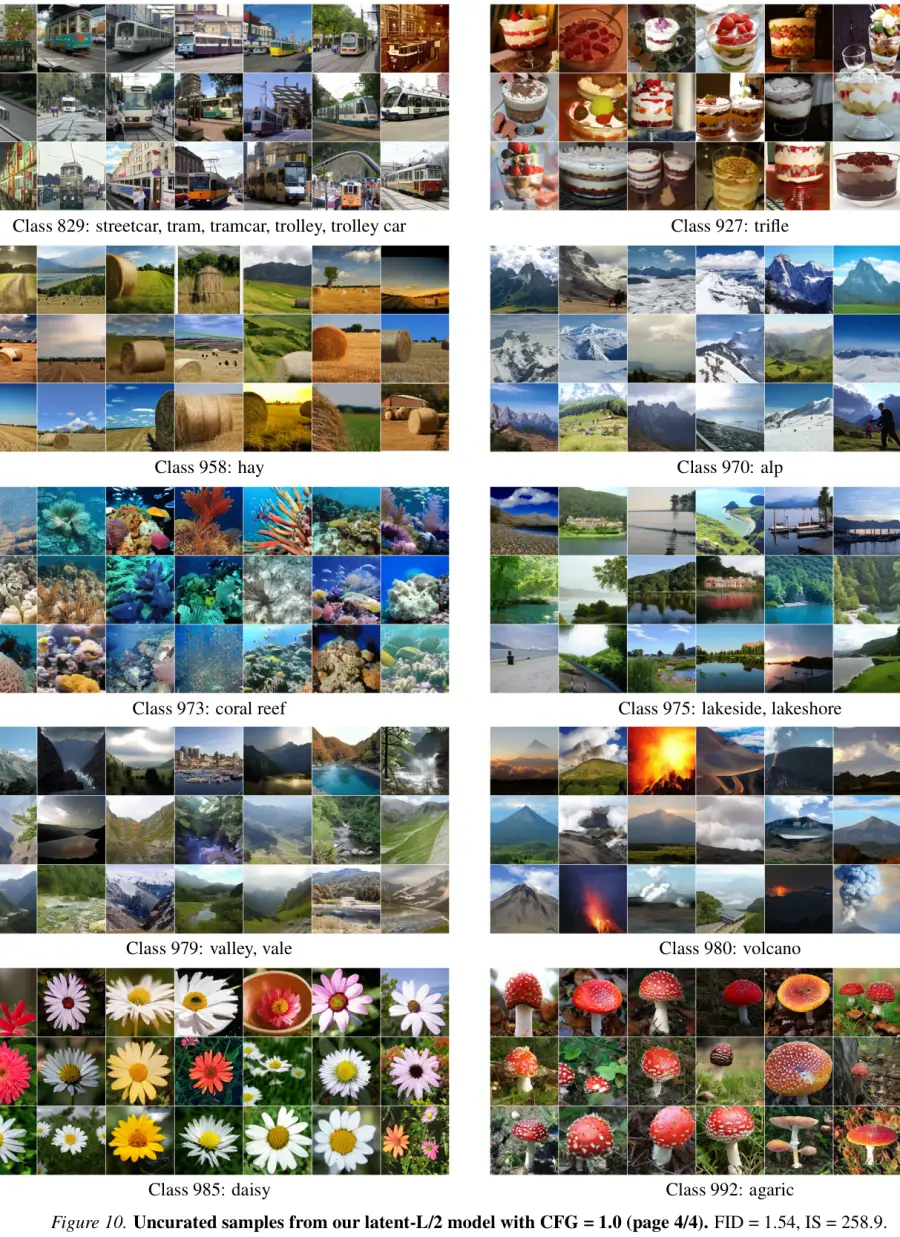 Class 829: streetcar, tram, tramcar, trolley, trolley car
Class 927: trifle
Class 958: hay
Class 970: alp
Class 973: coral reef
Class 975: lakeside, lakeshore
Class 979: valley, vale
Class 980: volcano
Class 985: daisy
Class 992: agaric
Figure 10. Uncurated samples from our latent-L/2 model with CFG = 1.0 (page 4/4). FID = 1.54, IS = 258.9.